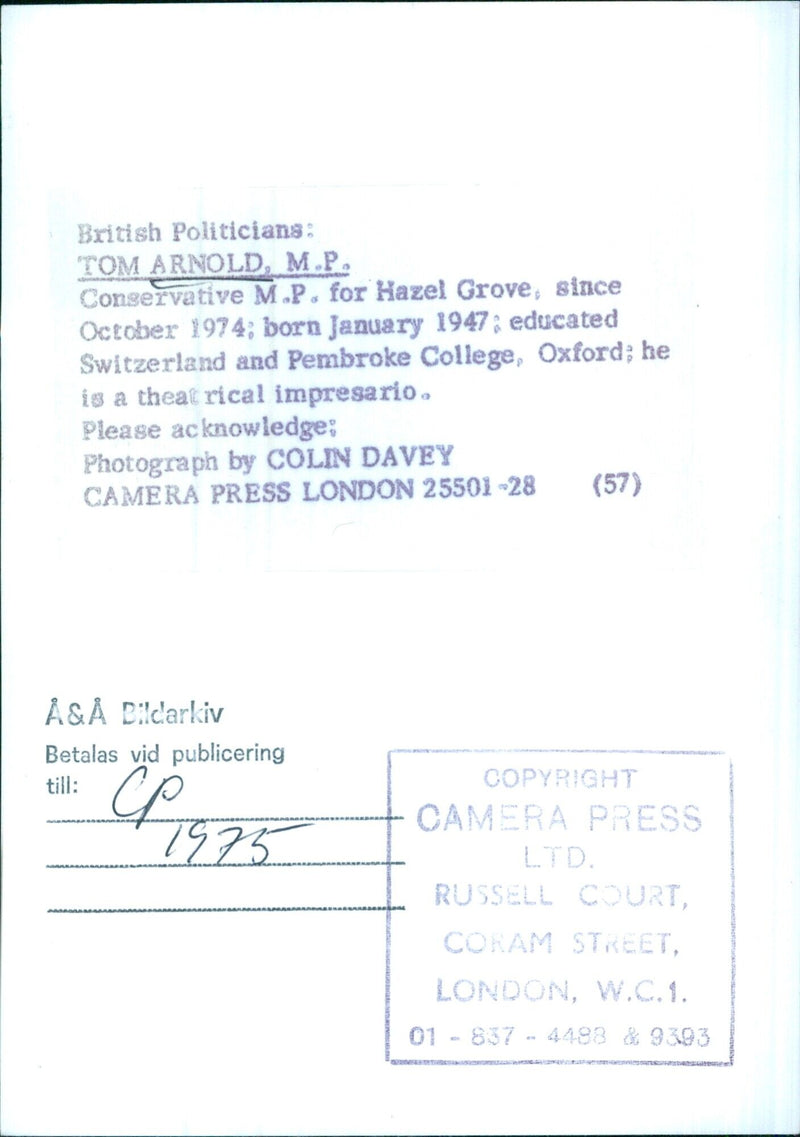 British Politicians:
TOM ARNOLD, M.P.
Conservative M.P. for Hazel Grove, since
October 1974; born January 1947; educated
Switzerland and Pembroke College, Oxford; he
is a theatrical impresario.
Please acknowledge;
Photograph by COLIN DAVEY
CAMERA PRESS LONDON 25501-28 (57)
Å&Å Bildarkiv
Betalas vid publicering
till: CP
1975
COPYRIGHT
CAMERA PRESS
LTD.
RUSSELL COURT,
CORAM STREET,
LONDON, W.C.1.
01 - 837 - 4488 & 9393